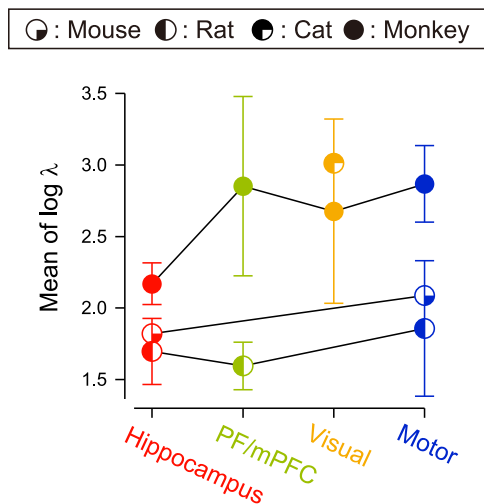 : Mouse : Rat : Cat : Monkey
Mean of log λ
3.5
3.0
2.5
2.0
1.5
Hippocampus
PF/mPFC
Visual
Motor